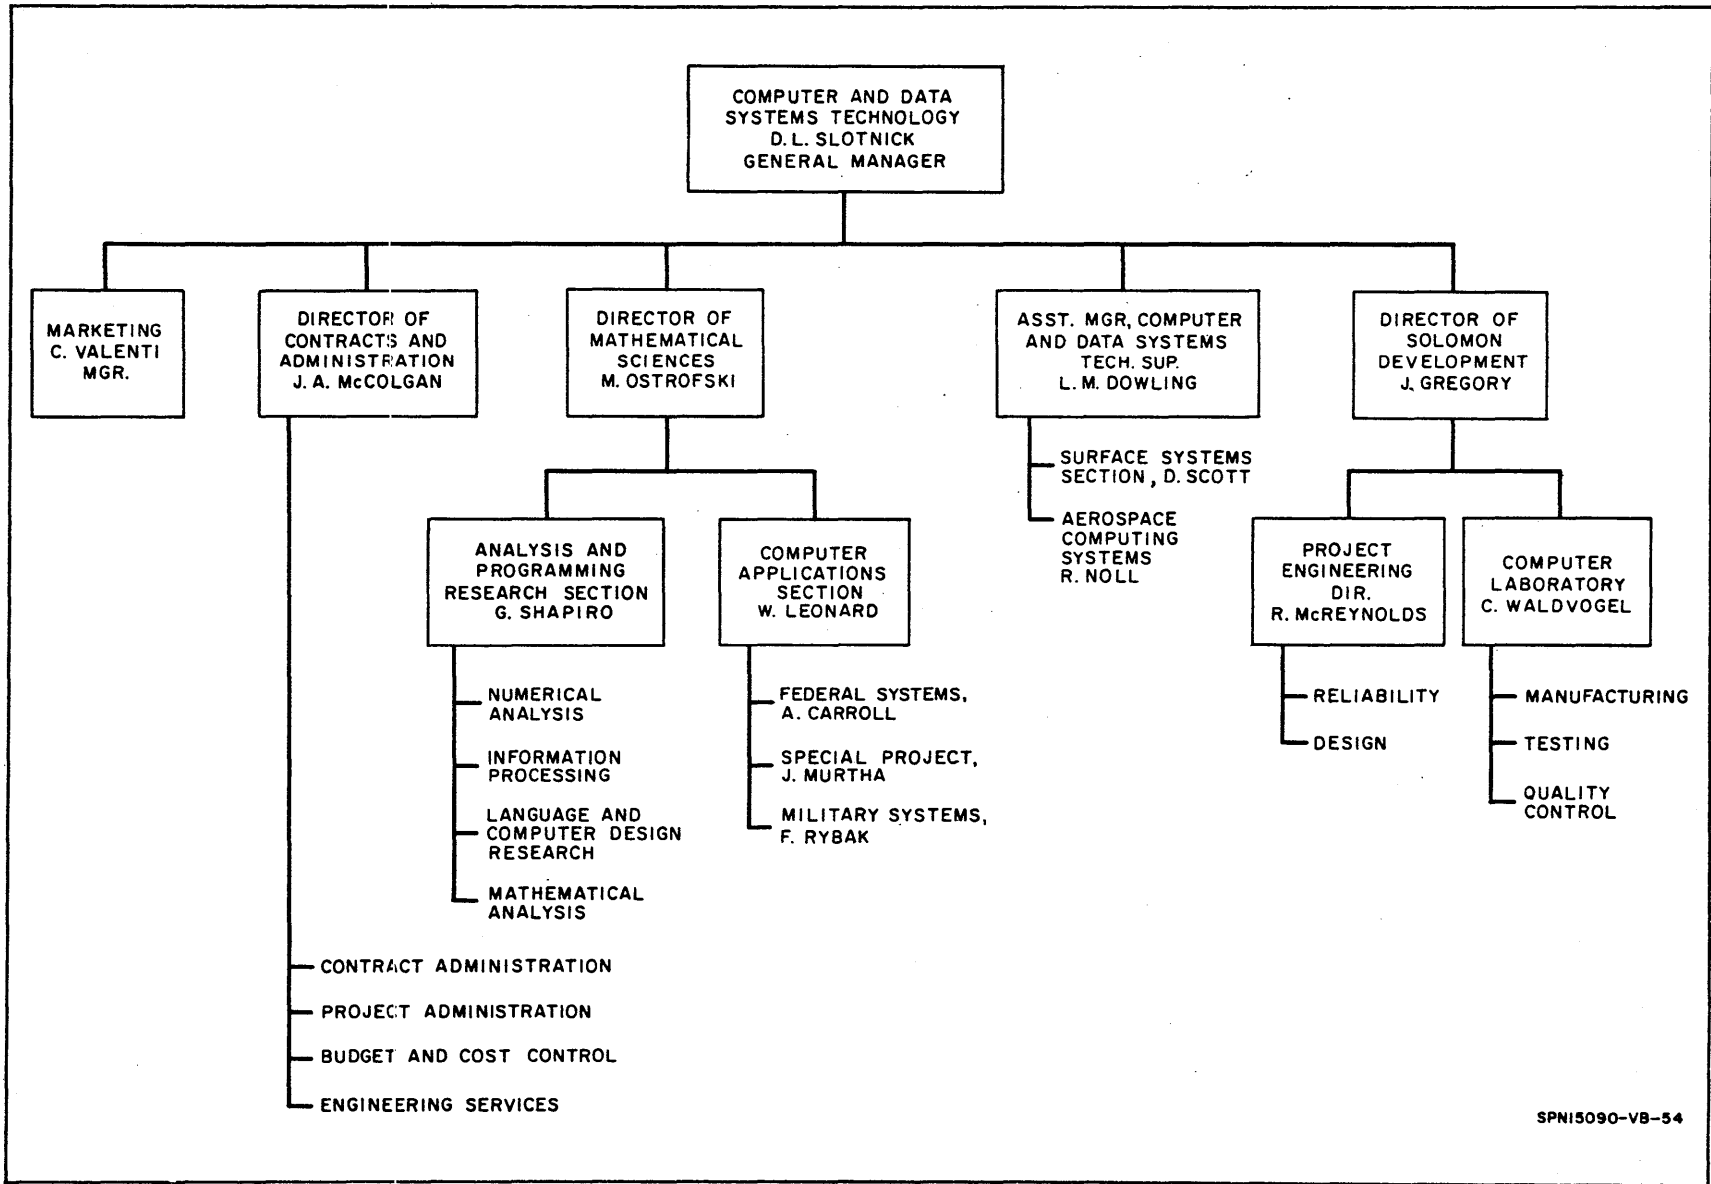 COMPUTER AND DATA
SYSTEMS TECHNOLOGY
D. L. SLOTNICK
GENERAL MANAGER
MARKETING
C. VALENTI
MGR.
DIRECTOR OF
CONTRACTS AND
ADMINISTRATION
J. A. McCOLGAN
DIRECTOR OF
MATHEMATICAL
SCIENCES
M. OSTROFSKI
ASST. MGR, COMPUTER
AND DATA SYSTEMS
TECH. SUP.
L. M. DOWLING
DIRECTOR OF
SOLOMON
DEVELOPMENT
J. GREGORY
SURFACE SYSTEMS
SECTION, D. SCOTT
AEROSPACE
COMPUTING
SYSTEMS
R. NOLL
ANALYSIS AND
PROGRAMMING
RESEARCH SECTION
G. SHAPIRO
COMPUTER
APPLICATIONS
SECTION
W. LEONARD
PROJECT
ENGINEERING
DIR.
R. McREYNOLDS
COMPUTER
LABORATORY
C. WALDVOGEL
NUMERICAL
ANALYSIS
INFORMATION
PROCESSING
LANGUAGE AND
COMPUTER DESIGN
RESEARCH
MATHEMATICAL
ANALYSIS
FEDERAL SYSTEMS,
A. CARROLL
SPECIAL PROJECT,
J. MURTHA
MILITARY SYSTEMS,
F. RYBAK
RELIABILITY
DESIGN
MANUFACTURING
TESTING
QUALITY
CONTROL
CONTRACT ADMINISTRATION
PROJECT ADMINISTRATION
BUDGET AND COST CONTROL
ENGINEERING SERVICES
SPN15090-VB-54